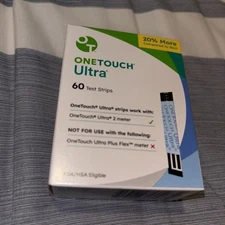 20% More
ONETOUCH®
Ultra®
60 Test Strips
OneTouch® Ultra® strips work with:
OneTouch® Ultra® 2 meter
NOT FOR USE with the following:
OneTouch Ultra Plus Flex™ meter
FSA/HSA Eligible